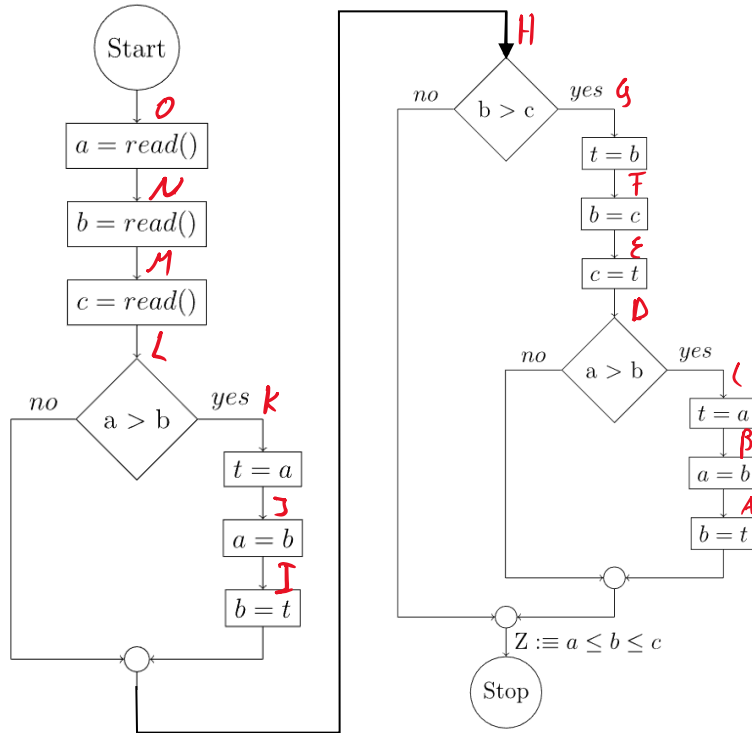 Start
O
a = read()
N
b = read()
M
c = read()
L
no
a > b
yes
K
t = a
J
a = b
I
b = t
H
no
b > c
yes
G
t = b
F
b = c
E
c = t
D
no
a > b
yes
C
t = a
B
a = b
A
b = t
Z :≡ a ≤ b ≤ c
Stop